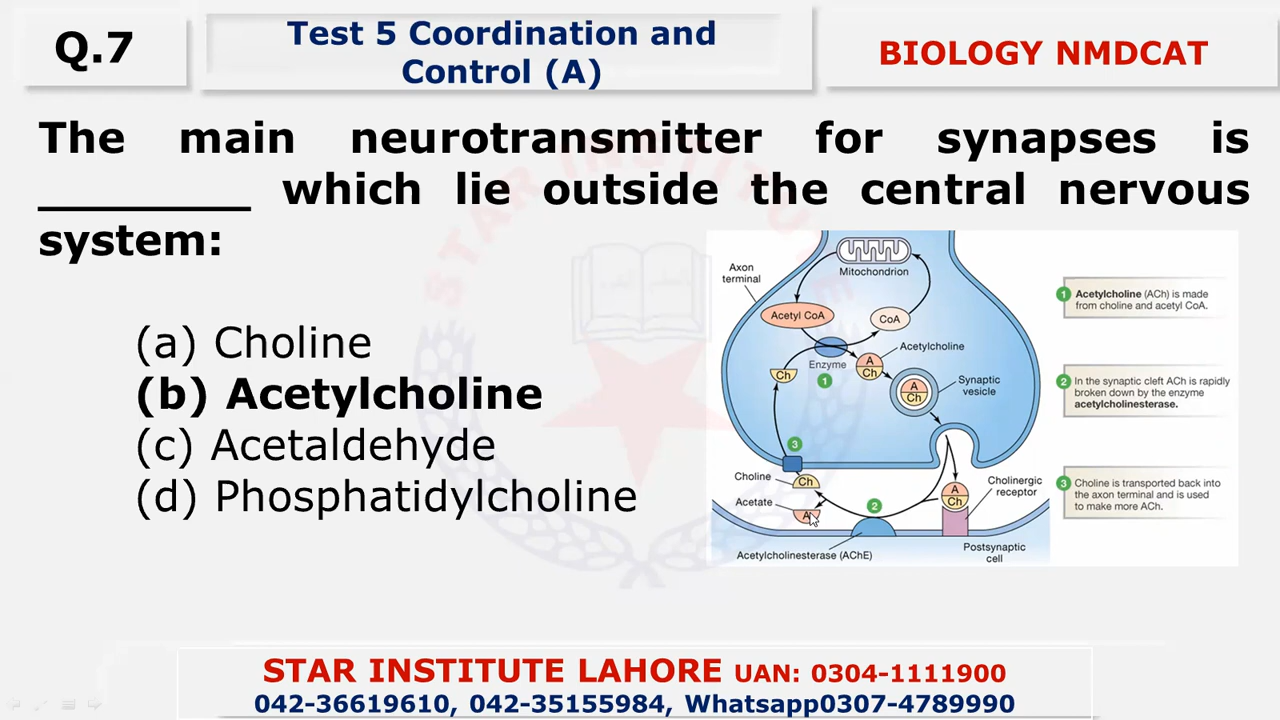 Q.7
Test 5 Coordination and
Control (A)
BIOLOGY NMDCAT
The main neurotransmitter for synapses is
________ which lie outside the central nervous
system:
(a) Choline
(b) Acetylcholine
(c) Acetaldehyde
(d) Phosphatidylcholine
Axon
terminal
Mitochondrion
Acetyl CoA
CoA
Acetylcholine
Enzyme
A
Ch
Ch
1
A
Ch
Synaptic
vesicle
3
Choline
Ch
Acetate
A
2
A
Ch
Cholinergic
receptor
Acetylcholinesterase (AChE)
Postsynaptic
cell
1 Acetylcholine (ACh) is made
from choline and acetyl CoA.
2 In the synaptic cleft ACh is rapidly
broken down by the enzyme
acetylcholinesterase.
3 Choline is transported back into
the axon terminal and is used
to make more ACh.
STAR INSTITUTE
STAR INSTITUTE LAHORE UAN: 0304-1111900
042-36619610, 042-35155984, Whatsapp0307-4789990